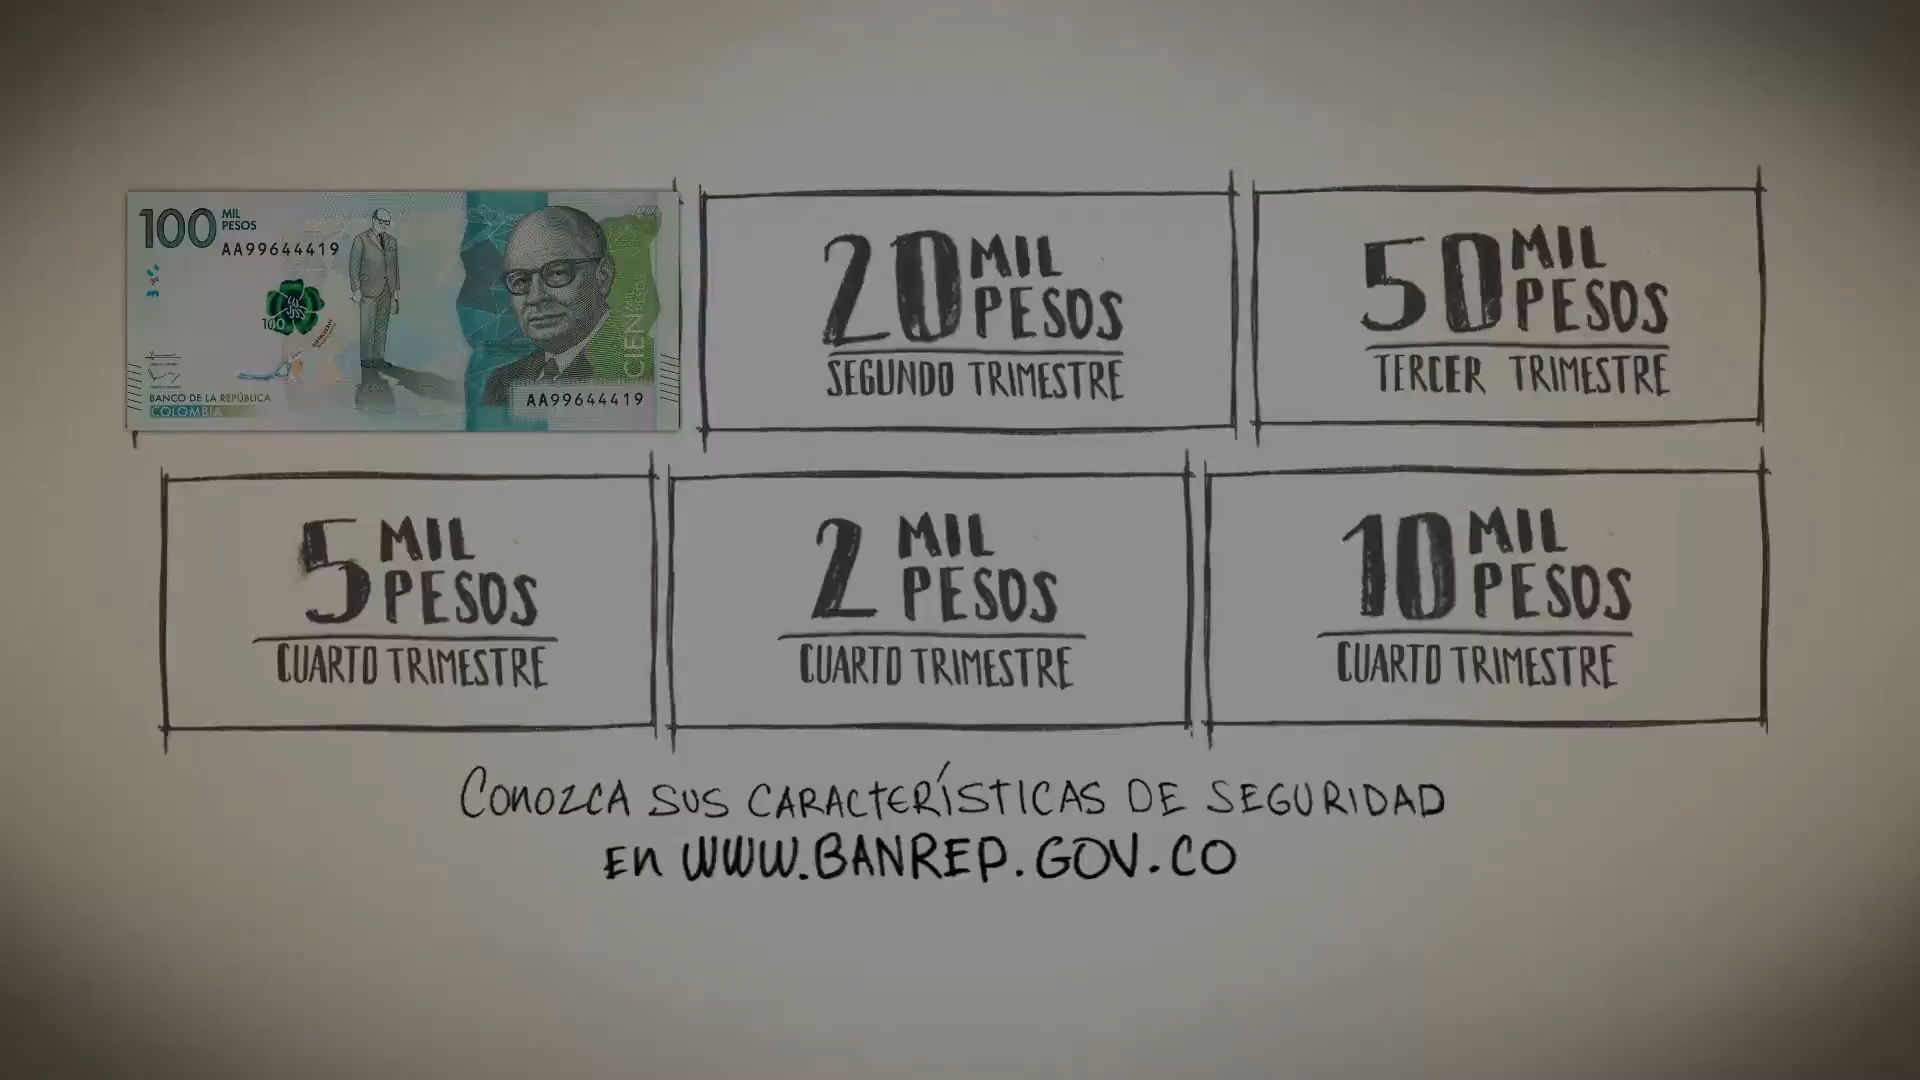 100 MIL
PESOS
AA99644419
100
CIEN MIL
PESOS
BANCO DE LA REPÚBLICA
COLOMBIA
AA99644419
20 MIL
PESOS
SEGUNDO TRIMESTRE
50 MIL
PESOS
TERCER TRIMESTRE
5 MIL
PESOS
CUARTO TRIMESTRE
2 MIL
PESOS
CUARTO TRIMESTRE
10 MIL
PESOS
CUARTO TRIMESTRE
CONOZCA SUS CARACTERÍSTICAS DE SEGURIDAD
EN WWW.BANREP.GOV.CO